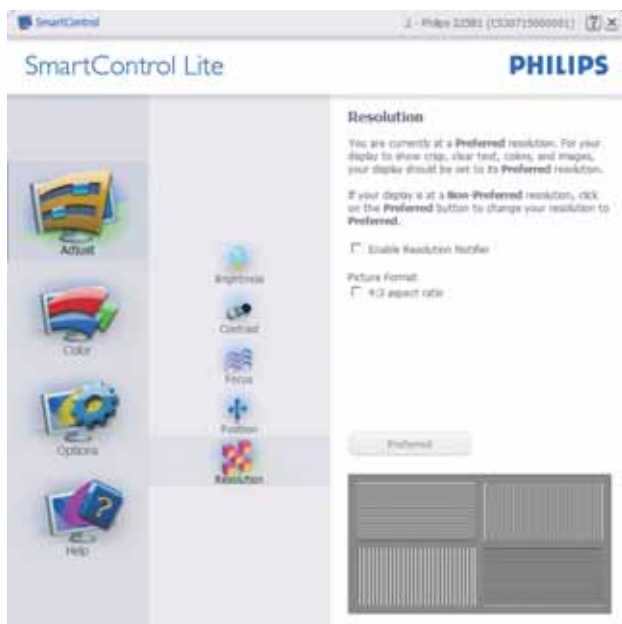 SmartControl
SmartControl Lite
PHILIPS
Resolution
You are currently at a Preferred resolution. For your
display to show crisp, clear text, colors, and images,
your display should be set to its Preferred resolution.
If your display is at a Non-Preferred resolution, click
on the Preferred button to change your resolution to
Preferred.
Enable Resolution Notifier
Picture Format
4:3 aspect ratio
Preferred
Adjust
Color
Options
Help
Brightness
Contrast
Focus
Position
Resolution